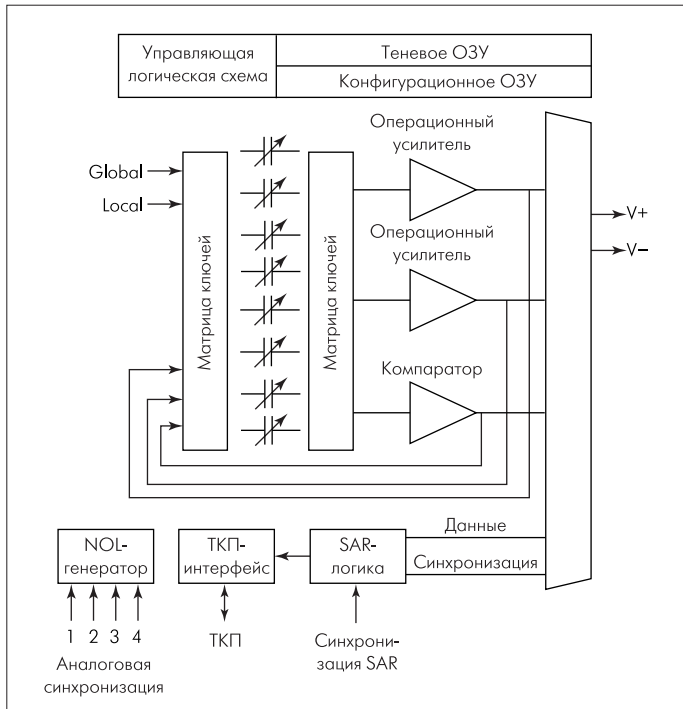 Управляющая
логическая схема
Теневое ОЗУ
Конфигурационное ОЗУ
Операционный
усилитель
Global
Local
Матрица ключей
Матрица ключей
V+
V–
Операционный
усилитель
Компаратор
Данные
Синхронизация
NOL-
генератор
ТКП-
интерфейс
SAR-
логика
1 2 3 4
Аналоговая
синхронизация
ТКП
Синхрони-
зация SAR